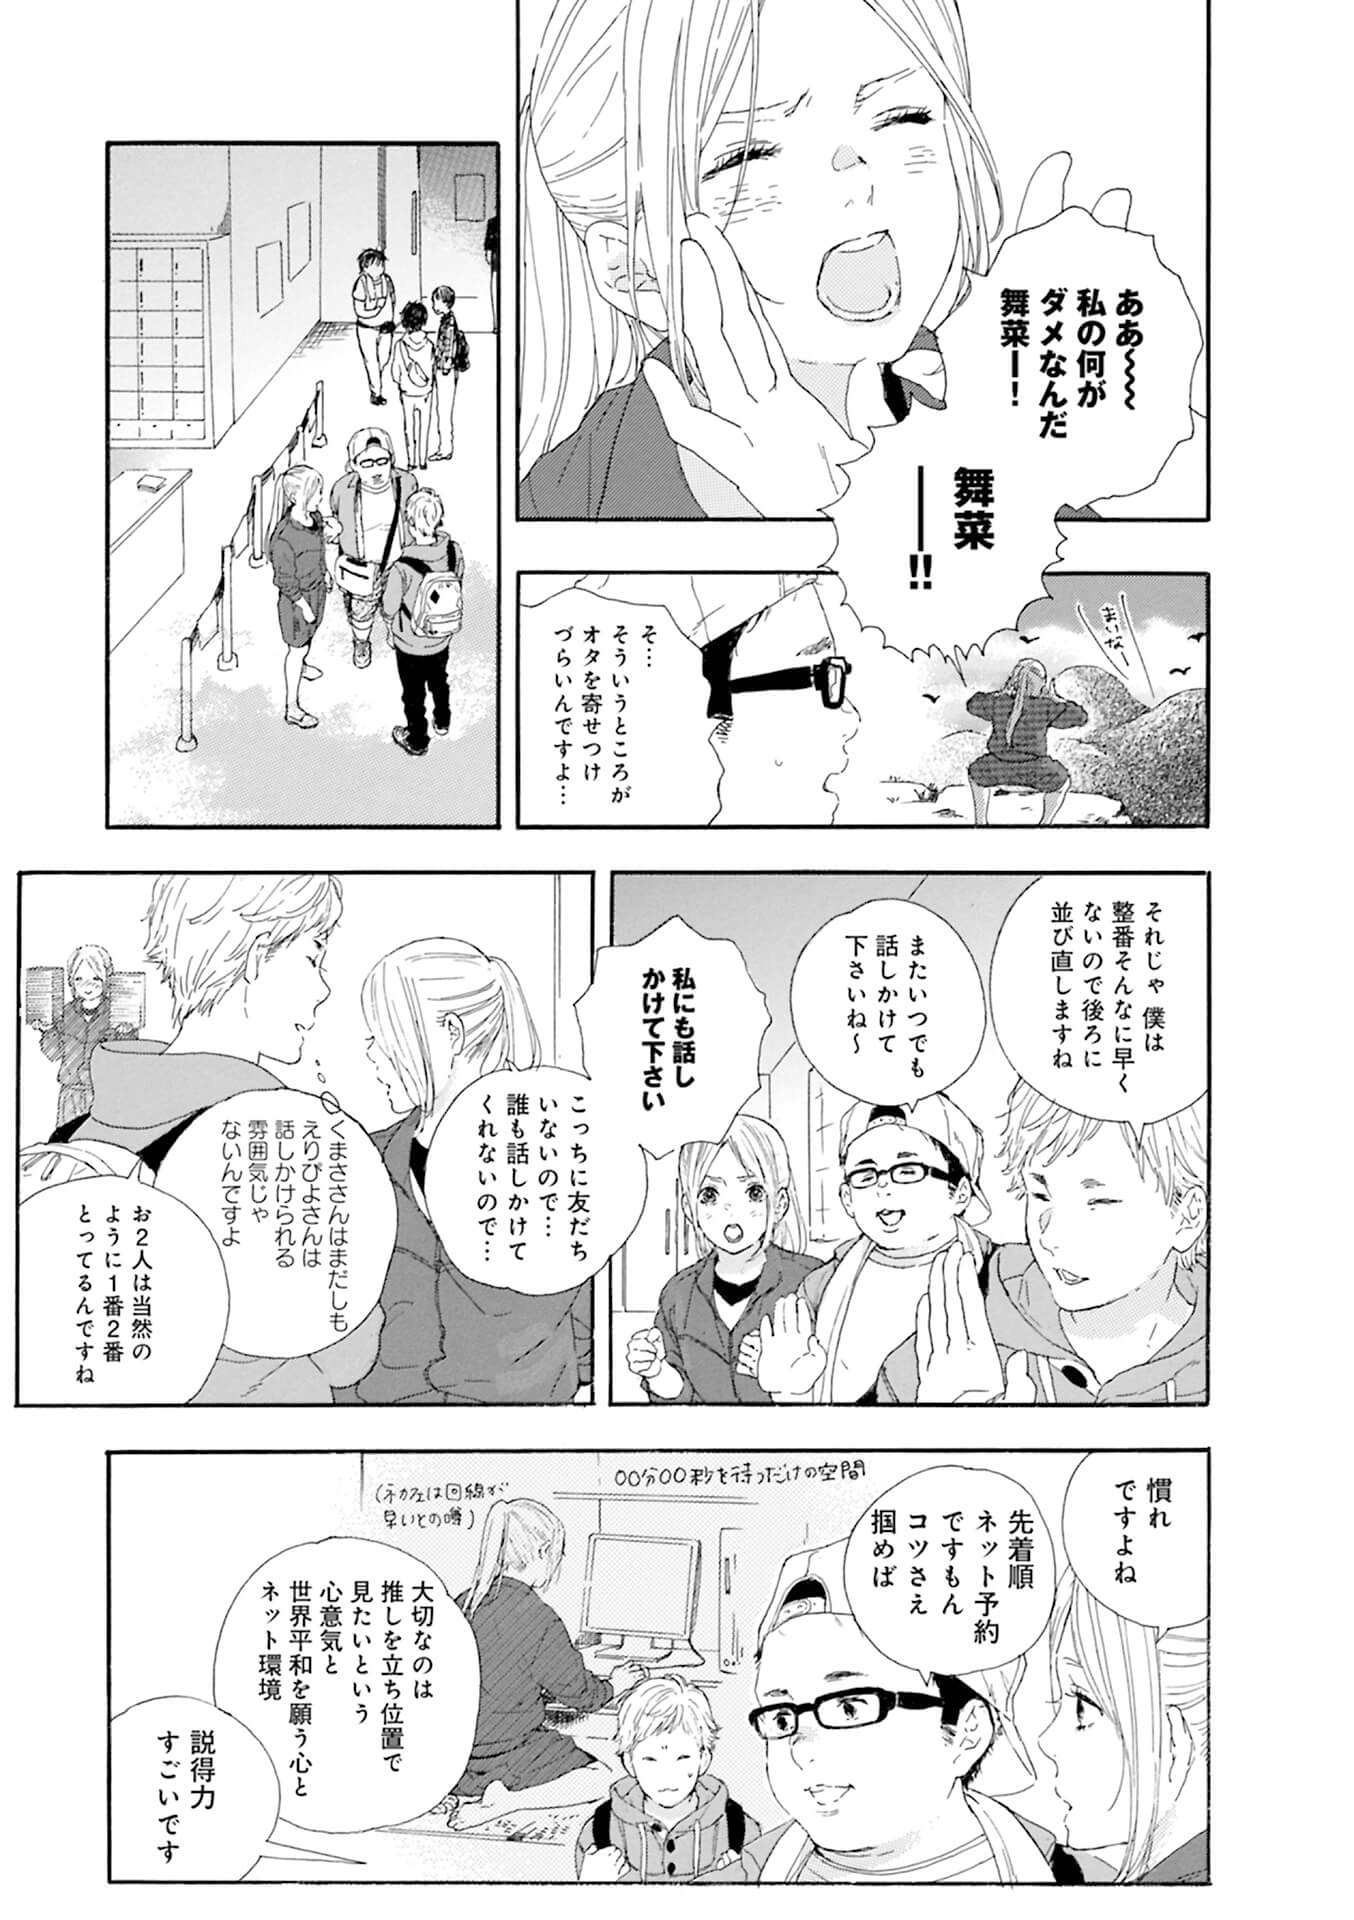 ああ〜〜〜
私の何が
ダメなんだ
舞菜ー！
舞菜
――!!
まいなー
そ…
そういうところが
オタを寄せつけ
づらいんですよ…
それじゃ 僕は
整番そんなに早く
ないので後ろに
並び直しますね
またいつでも
話しかけて
下さいね〜
私にも話し
かけて下さい
こっちに友だち
いないので…
誰も話しかけて
くれないので…
くまささんはまだしも
えりぴよさんは
話しかけられる
雰囲気じゃ
ないんですよ
お2人は当然の
ように1番2番
とってるんですね
慣れ
ですよね
先着順
ネット予約
ですもん
コツさえ
掴めば
〇〇分〇〇秒を待つだけの空間
(ネカフェは回線が
早いとの噂)
大切なのは
推しを立ち位置で
見たいという
心意気と
世界平和を願う心と
ネット環境
説得力
すごいです